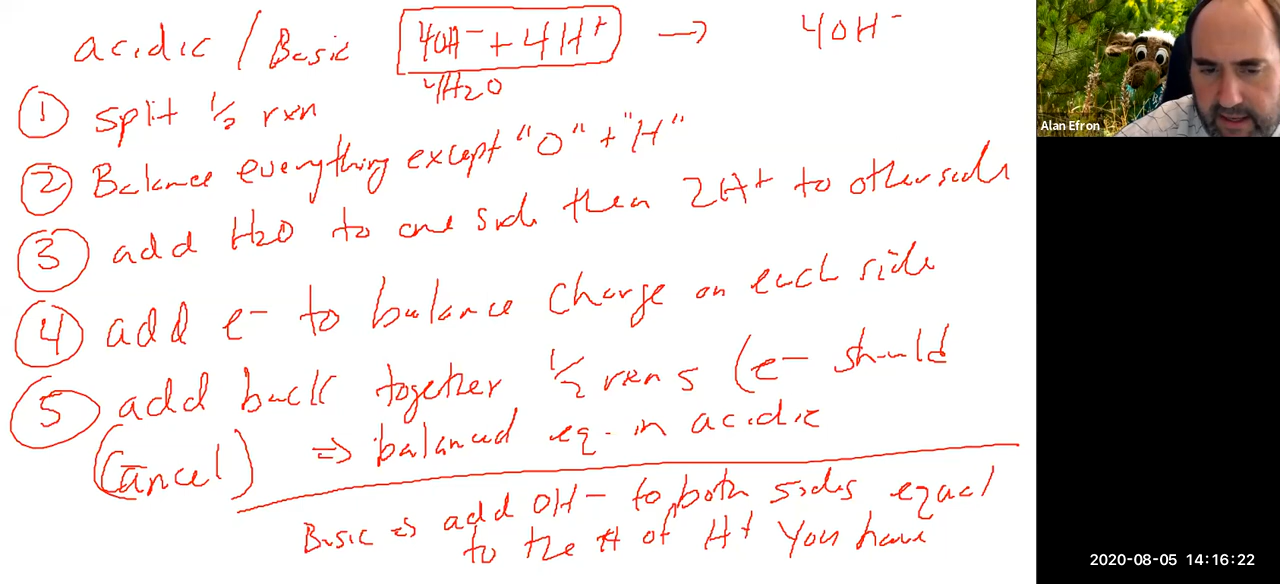 acidic / Basic 4OH⁻ + 4H⁺ → 4OH⁻
4H2O
① split ½ rxn
② Balance everything except "O" + "H"
③ add H2O to one side then 2H⁺ to other side
④ add e⁻ to balance charge on each side
⑤ add back together ½ rxns (e⁻ should
cancel) ⇒ balanced eq. in acidic
Basic ⇒ add OH⁻ to both sides equal
to the # of H⁺ you have
Alan Efron
2020-08-05 14:16:22